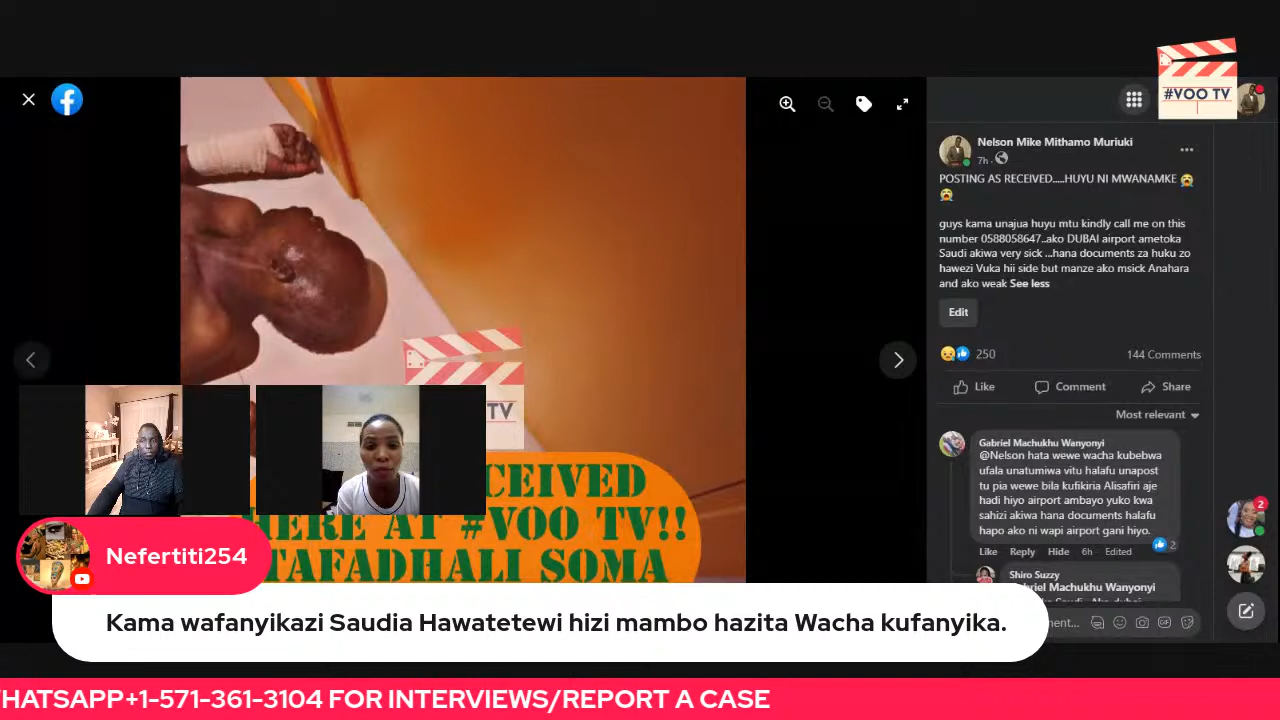 #VOO TV
Nelson Mike Mithamo Muriuki
7h
POSTING AS RECEIVED.....HUYU NI MWANAMKE 😭
😭
guys kama unajua huyu mtu kindly call me on this
number 0588058647..ako DUBAI airport ametoka
Saudi akiwa very sick ...hana documents za huku zo
hawezi Vuka hii side but manze ako msick Anahara
and ako weak See less
Edit
250
144 Comments
Like Comment Share
Most relevant
Gabriel Machukhu Wanyonyi
@Nelson hata wewe wacha kubebwa
ufala unatumiwa vitu halafu unapost
tu pia wewe bila kufikiria Alisafiri aje
hadi hiyo airport ambayo yuko kwa
sahizi akiwa hana documents halafu
hapo ako ni wapi airport gani hiyo.
2
Like Reply Hide 6h Edited
Shiro Suzzy
Machukhu Wanyonyi
2
TV
CEIVED
HERE AT #VOO TV!!
TAFADHALI SOMA
Nefertiti254
Kama wafanyikazi Saudia Hawatetewi hizi mambo hazita Wacha kufanyika.
HATSAPP+1-571-361-3104 FOR INTERVIEWS/REPORT A CASE